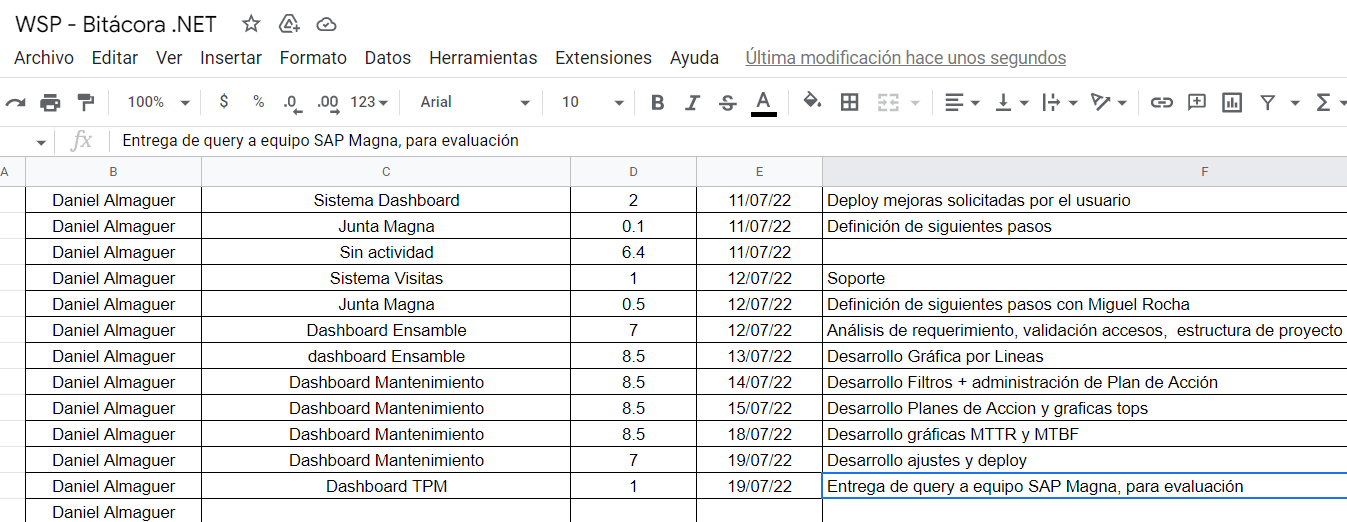 WSP - Bitácora .NET
Archivo Editar Ver Insertar Formato Datos Herramientas Extensiones Ayuda Última modificación hace unos segundos
100% $ % .0 .00 123 Arial 10 B I S A Σ
fx Entrega de query a equipo SAP Magna, para evaluación
A B C D E F
Daniel Almaguer Sistema Dashboard 2 11/07/22 Deploy mejoras solicitadas por el usuario
Daniel Almaguer Junta Magna 0.1 11/07/22 Definición de siguientes pasos
Daniel Almaguer Sin actividad 6.4 11/07/22
Daniel Almaguer Sistema Visitas 1 12/07/22 Soporte
Daniel Almaguer Junta Magna 0.5 12/07/22 Definición de siguientes pasos con Miguel Rocha
Daniel Almaguer Dashboard Ensamble 7 12/07/22 Análisis de requerimiento, validación accesos, estructura de proyecto
Daniel Almaguer dashboard Ensamble 8.5 13/07/22 Desarrollo Gráfica por Lineas
Daniel Almaguer Dashboard Mantenimiento 8.5 14/07/22 Desarrollo Filtros + administración de Plan de Acción
Daniel Almaguer Dashboard Mantenimiento 8.5 15/07/22 Desarrollo Planes de Accion y graficas tops
Daniel Almaguer Dashboard Mantenimiento 8.5 18/07/22 Desarrollo gráficas MTTR y MTBF
Daniel Almaguer Dashboard Mantenimiento 7 19/07/22 Desarrollo ajustes y deploy
Daniel Almaguer Dashboard TPM 1 19/07/22 Entrega de query a equipo SAP Magna, para evaluación
Daniel Almaguer